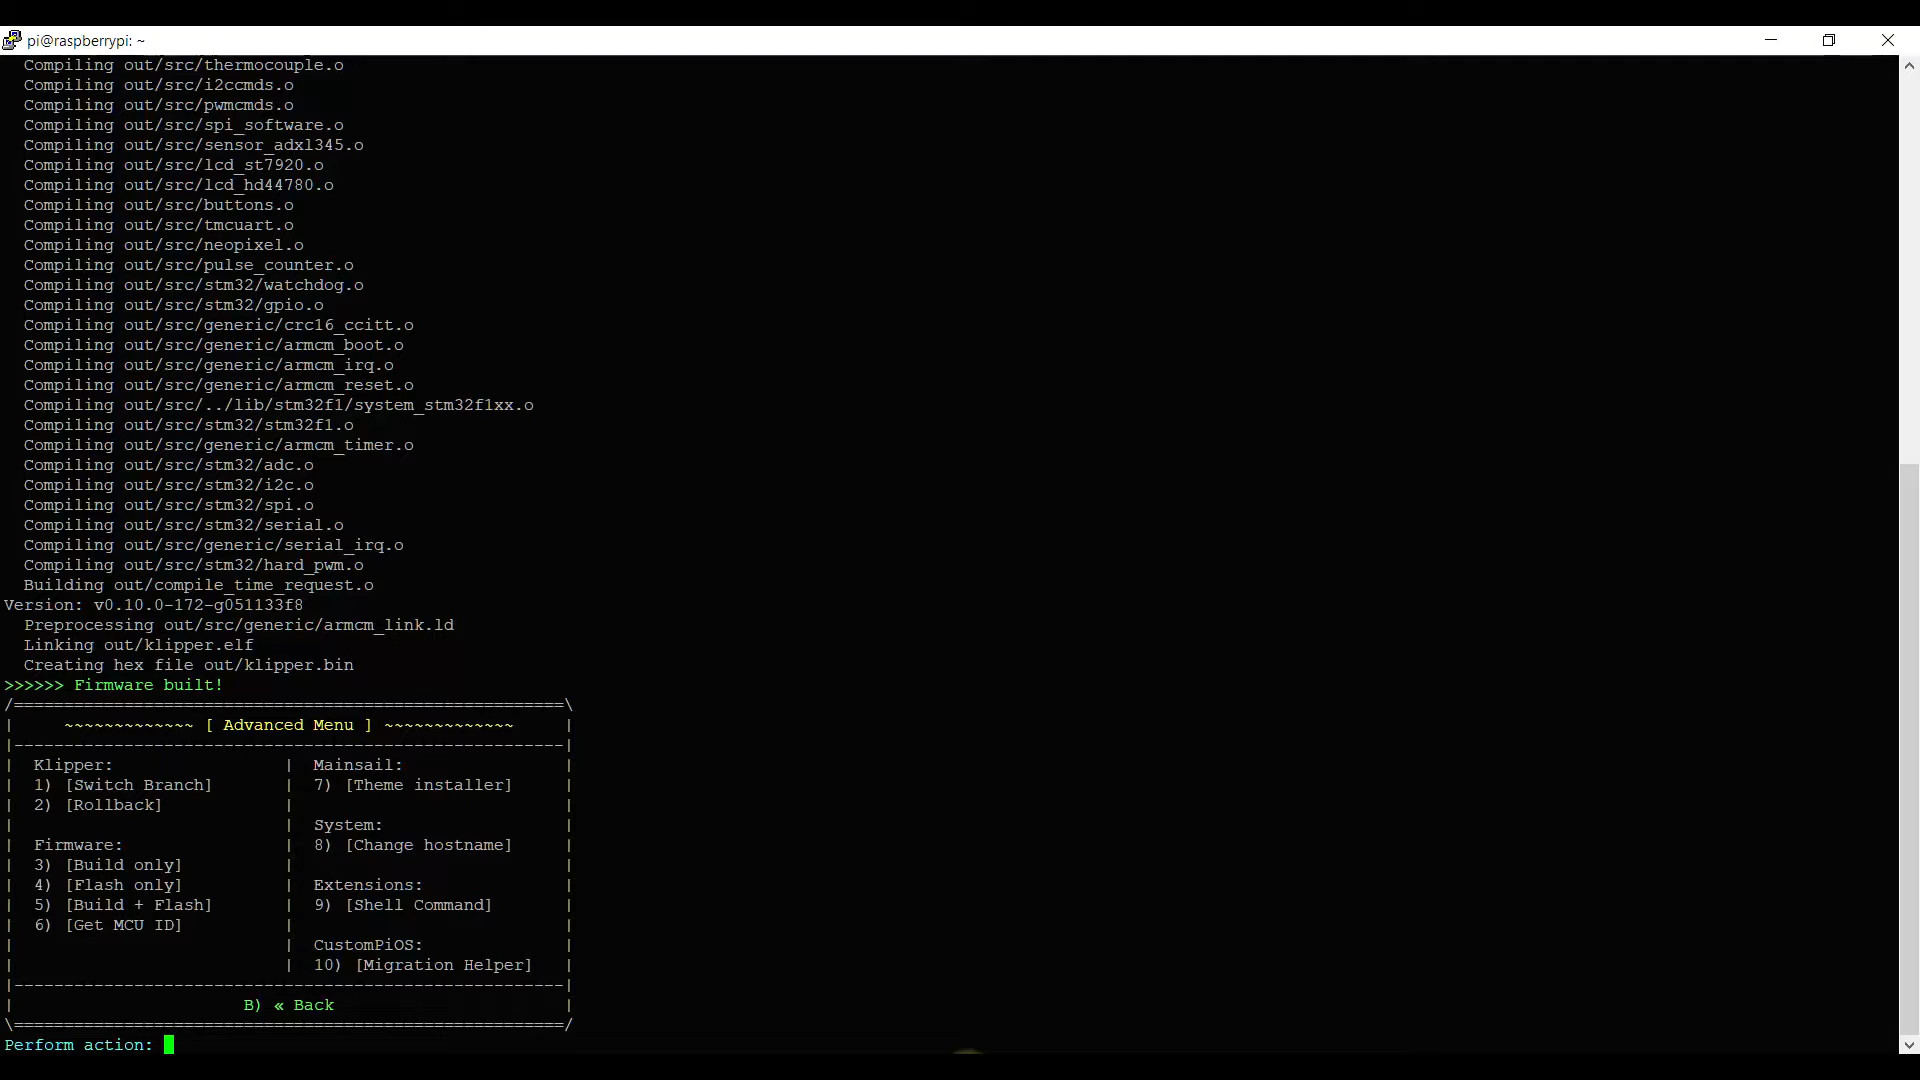 pi@raspberrypi: ~
Compiling out/src/thermocouple.o
Compiling out/src/i2ccmds.o
Compiling out/src/pwmcmds.o
Compiling out/src/spi_software.o
Compiling out/src/sensor_adxl345.o
Compiling out/src/lcd_st7920.o
Compiling out/src/lcd_hd44780.o
Compiling out/src/buttons.o
Compiling out/src/tmcuart.o
Compiling out/src/neopixel.o
Compiling out/src/pulse_counter.o
Compiling out/src/stm32/watchdog.o
Compiling out/src/stm32/gpio.o
Compiling out/src/generic/crc16_ccitt.o
Compiling out/src/generic/armcm_boot.o
Compiling out/src/generic/armcm_irq.o
Compiling out/src/generic/armcm_reset.o
Compiling out/src/../lib/stm32f1/system_stm32f1xx.o
Compiling out/src/stm32/stm32f1.o
Compiling out/src/generic/armcm_timer.o
Compiling out/src/stm32/adc.o
Compiling out/src/stm32/i2c.o
Compiling out/src/stm32/spi.o
Compiling out/src/stm32/serial.o
Compiling out/src/generic/serial_irq.o
Compiling out/src/stm32/hard_pwm.o
Building out/compile_time_request.o
Version: v0.10.0-172-g051133f8
Preprocessing out/src/generic/armcm_link.ld
Linking out/klipper.elf
Creating hex file out/klipper.bin
>>>>>> Firmware built!
/=======================================================\
|     ~~~~~~~~~~~~~ [ Advanced Menu ] ~~~~~~~~~~~~~     |
|-------------------------------------------------------|
|  Klipper:                 |  Mainsail:                |
|  1) [Switch Branch]       |  7) [Theme installer]     |
|  2) [Rollback]            |                           |
|                           |  System:                  |
|  Firmware:                |  8) [Change hostname]     |
|  3) [Build only]          |                           |
|  4) [Flash only]          |  Extensions:              |
|  5) [Build + Flash]       |  9) [Shell Command]       |
|  6) [Get MCU ID]          |                           |
|                           |  CustomPiOS:              |
|                           |  10) [Migration Helper]   |
|-------------------------------------------------------|
|                       B) « Back                       |
\=======================================================/
Perform action: